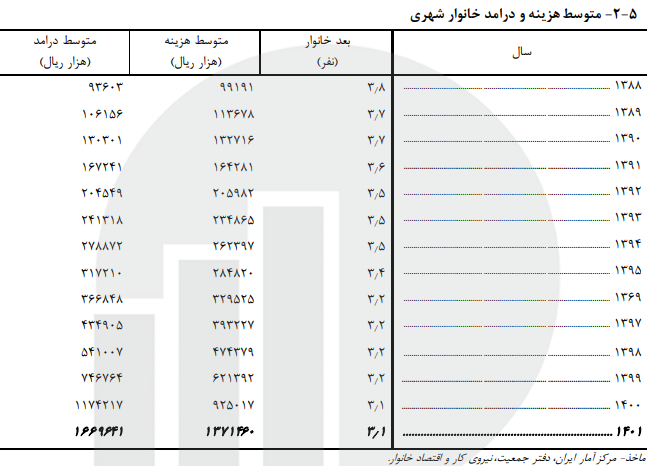 ۵-۲- متوسط هزینه و درامد خانوار شهری
سال بعد خانوار (نفر) متوسط هزینه (هزار ریال) متوسط درامد (هزار ریال)
۱۳۸۸ ۳٫۸ ۹۹۱۹۱ ۹۳۶۰۳
۱۳۸۹ ۳٫۷ ۱۱۳۶۷۸ ۱۰۶۱۵۶
۱۳۹۰ ۳٫۷ ۱۳۲۷۱۶ ۱۳۰۳۰۱
۱۳۹۱ ۳٫۶ ۱۶۴۲۸۱ ۱۶۷۲۴۱
۱۳۹۲ ۳٫۵ ۲۰۵۹۸۲ ۲۰۴۵۴۹
۱۳۹۳ ۳٫۵ ۲۳۴۸۶۵ ۲۴۱۳۱۸
۱۳۹۴ ۳٫۵ ۲۶۲۳۹۷ ۲۷۸۸۷۲
۱۳۹۵ ۳٫۴ ۲۸۴۸۲۰ ۳۱۷۲۱۰
۱۳۶۹ ۳٫۲ ۳۲۹۵۲۵ ۳۶۶۸۴۸
۱۳۹۷ ۳٫۲ ۳۹۳۲۲۷ ۴۳۴۹۰۵
۱۳۹۸ ۳٫۲ ۴۷۴۳۷۹ ۵۴۱۰۰۷
۱۳۹۹ ۳٫۲ ۶۲۱۳۹۲ ۷۴۶۷۶۴
۱۴۰۰ ۳٫۱ ۹۲۵۰۱۷ ۱۱۷۴۲۱۷
۱۴۰۱ ۳٫۱ ۱۳۷۱۴۶۰ ۱۶۶۹۶۴۱
ماخذ- مرکز آمار ایران، دفتر جمعیت، نیروی کار و اقتصاد خانوار.